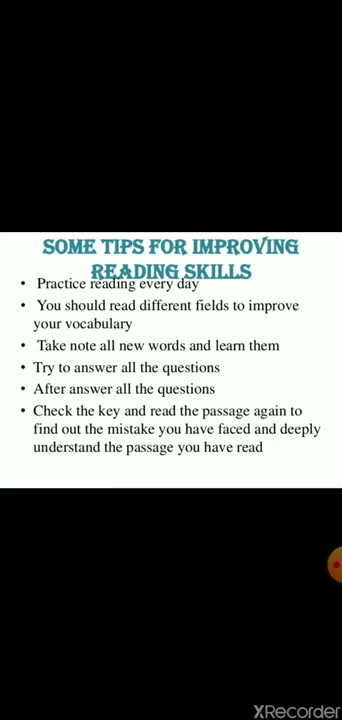 SOME TIPS FOR IMPROVING
READING SKILLS
• Practice reading every day
• You should read different fields to improve
your vocabulary
• Take note all new words and learn them
• Try to answer all the questions
• After answer all the questions
• Check the key and read the passage again to
find out the mistake you have faced and deeply
understand the passage you have read
XRecorder